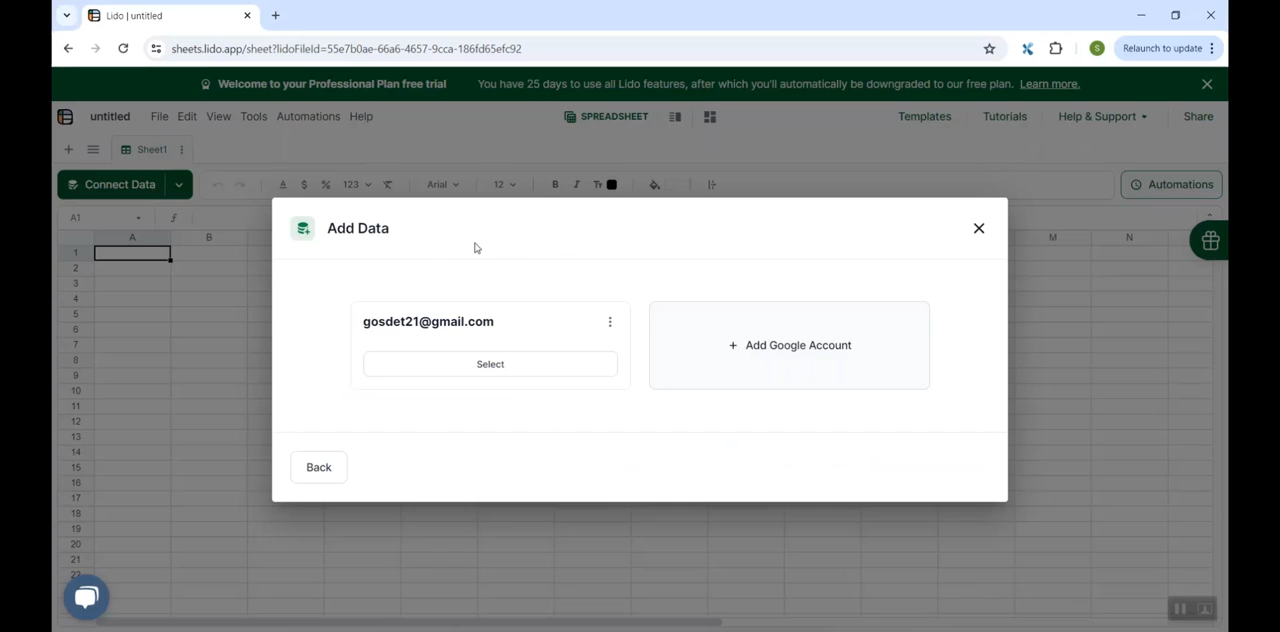 Lido | untitled
sheets.lido.app/sheet?lidoFileId=55e7b0ae-66a6-4657-9cca-186fd65efc92
S
Relaunch to update
Welcome to your Professional Plan free trial You have 25 days to use all Lido features, after which you'll automatically be downgraded to our free plan. Learn more.
untitled File Edit View Tools Automations Help SPREADSHEET Templates Tutorials Help & Support Share
Sheet1
Connect Data $ % 123 Arial 12 B I Tr Automations
A1 f
A B M N
1
2
3
4
5
6
7
8
9
10
11
12
13
14
15
16
17
18
19
20
21
Add Data
gosdet21@gmail.com
Select
+ Add Google Account
Back